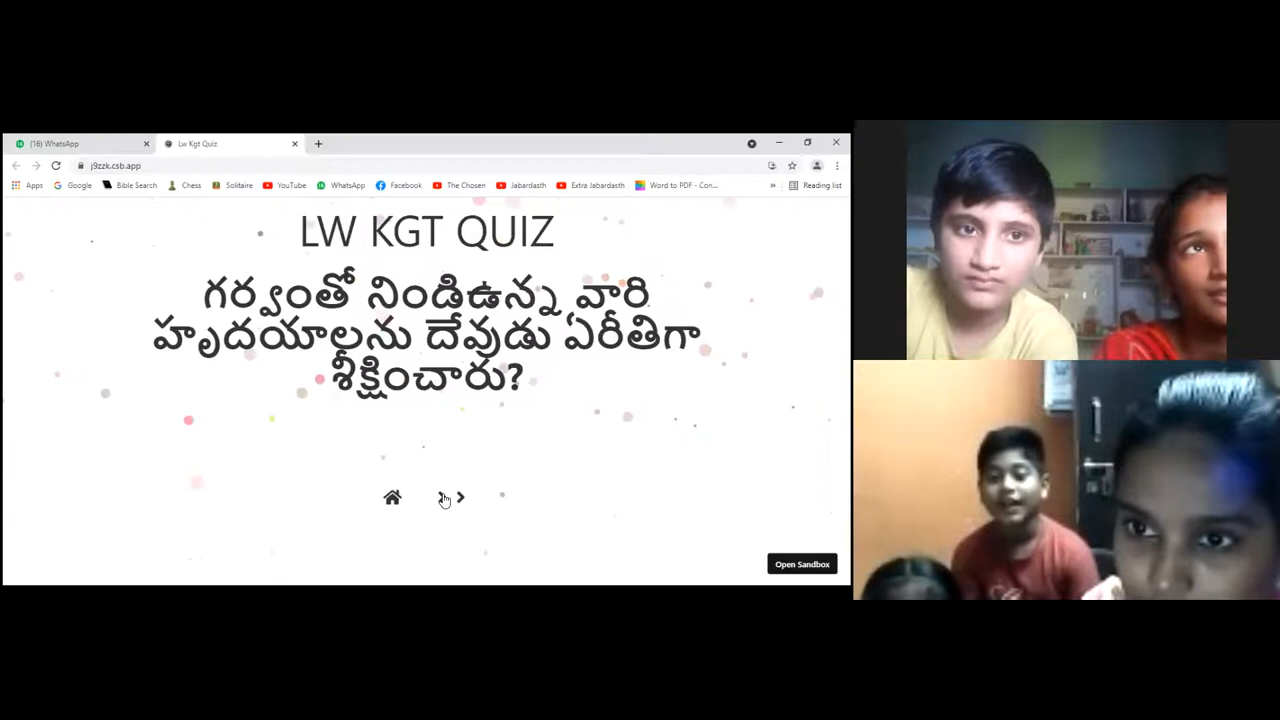 (16) WhatsApp
Lw Kgt Quiz
j9zzk.csb.app
Apps Google Bible Search Chess Solitaire YouTube WhatsApp Facebook The Chosen Jabardasth Extra Jabardasth Word to PDF - Con... » Reading list
LW KGT QUIZ
గర్వంతో నిండిఉన్న వారి
హృదయాలను దేవుడు ఏరీతిగా
శీక్షించారు?
Open Sandbox